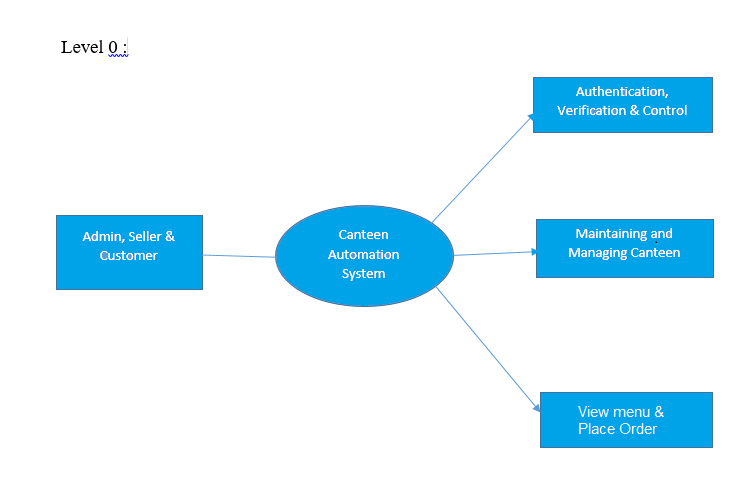 Level 0 :
Authentication,
Verification & Control
Admin, Seller &
Customer
Canteen
Automation
System
Maintaining and
Managing Canteen
View menu &
Place Order